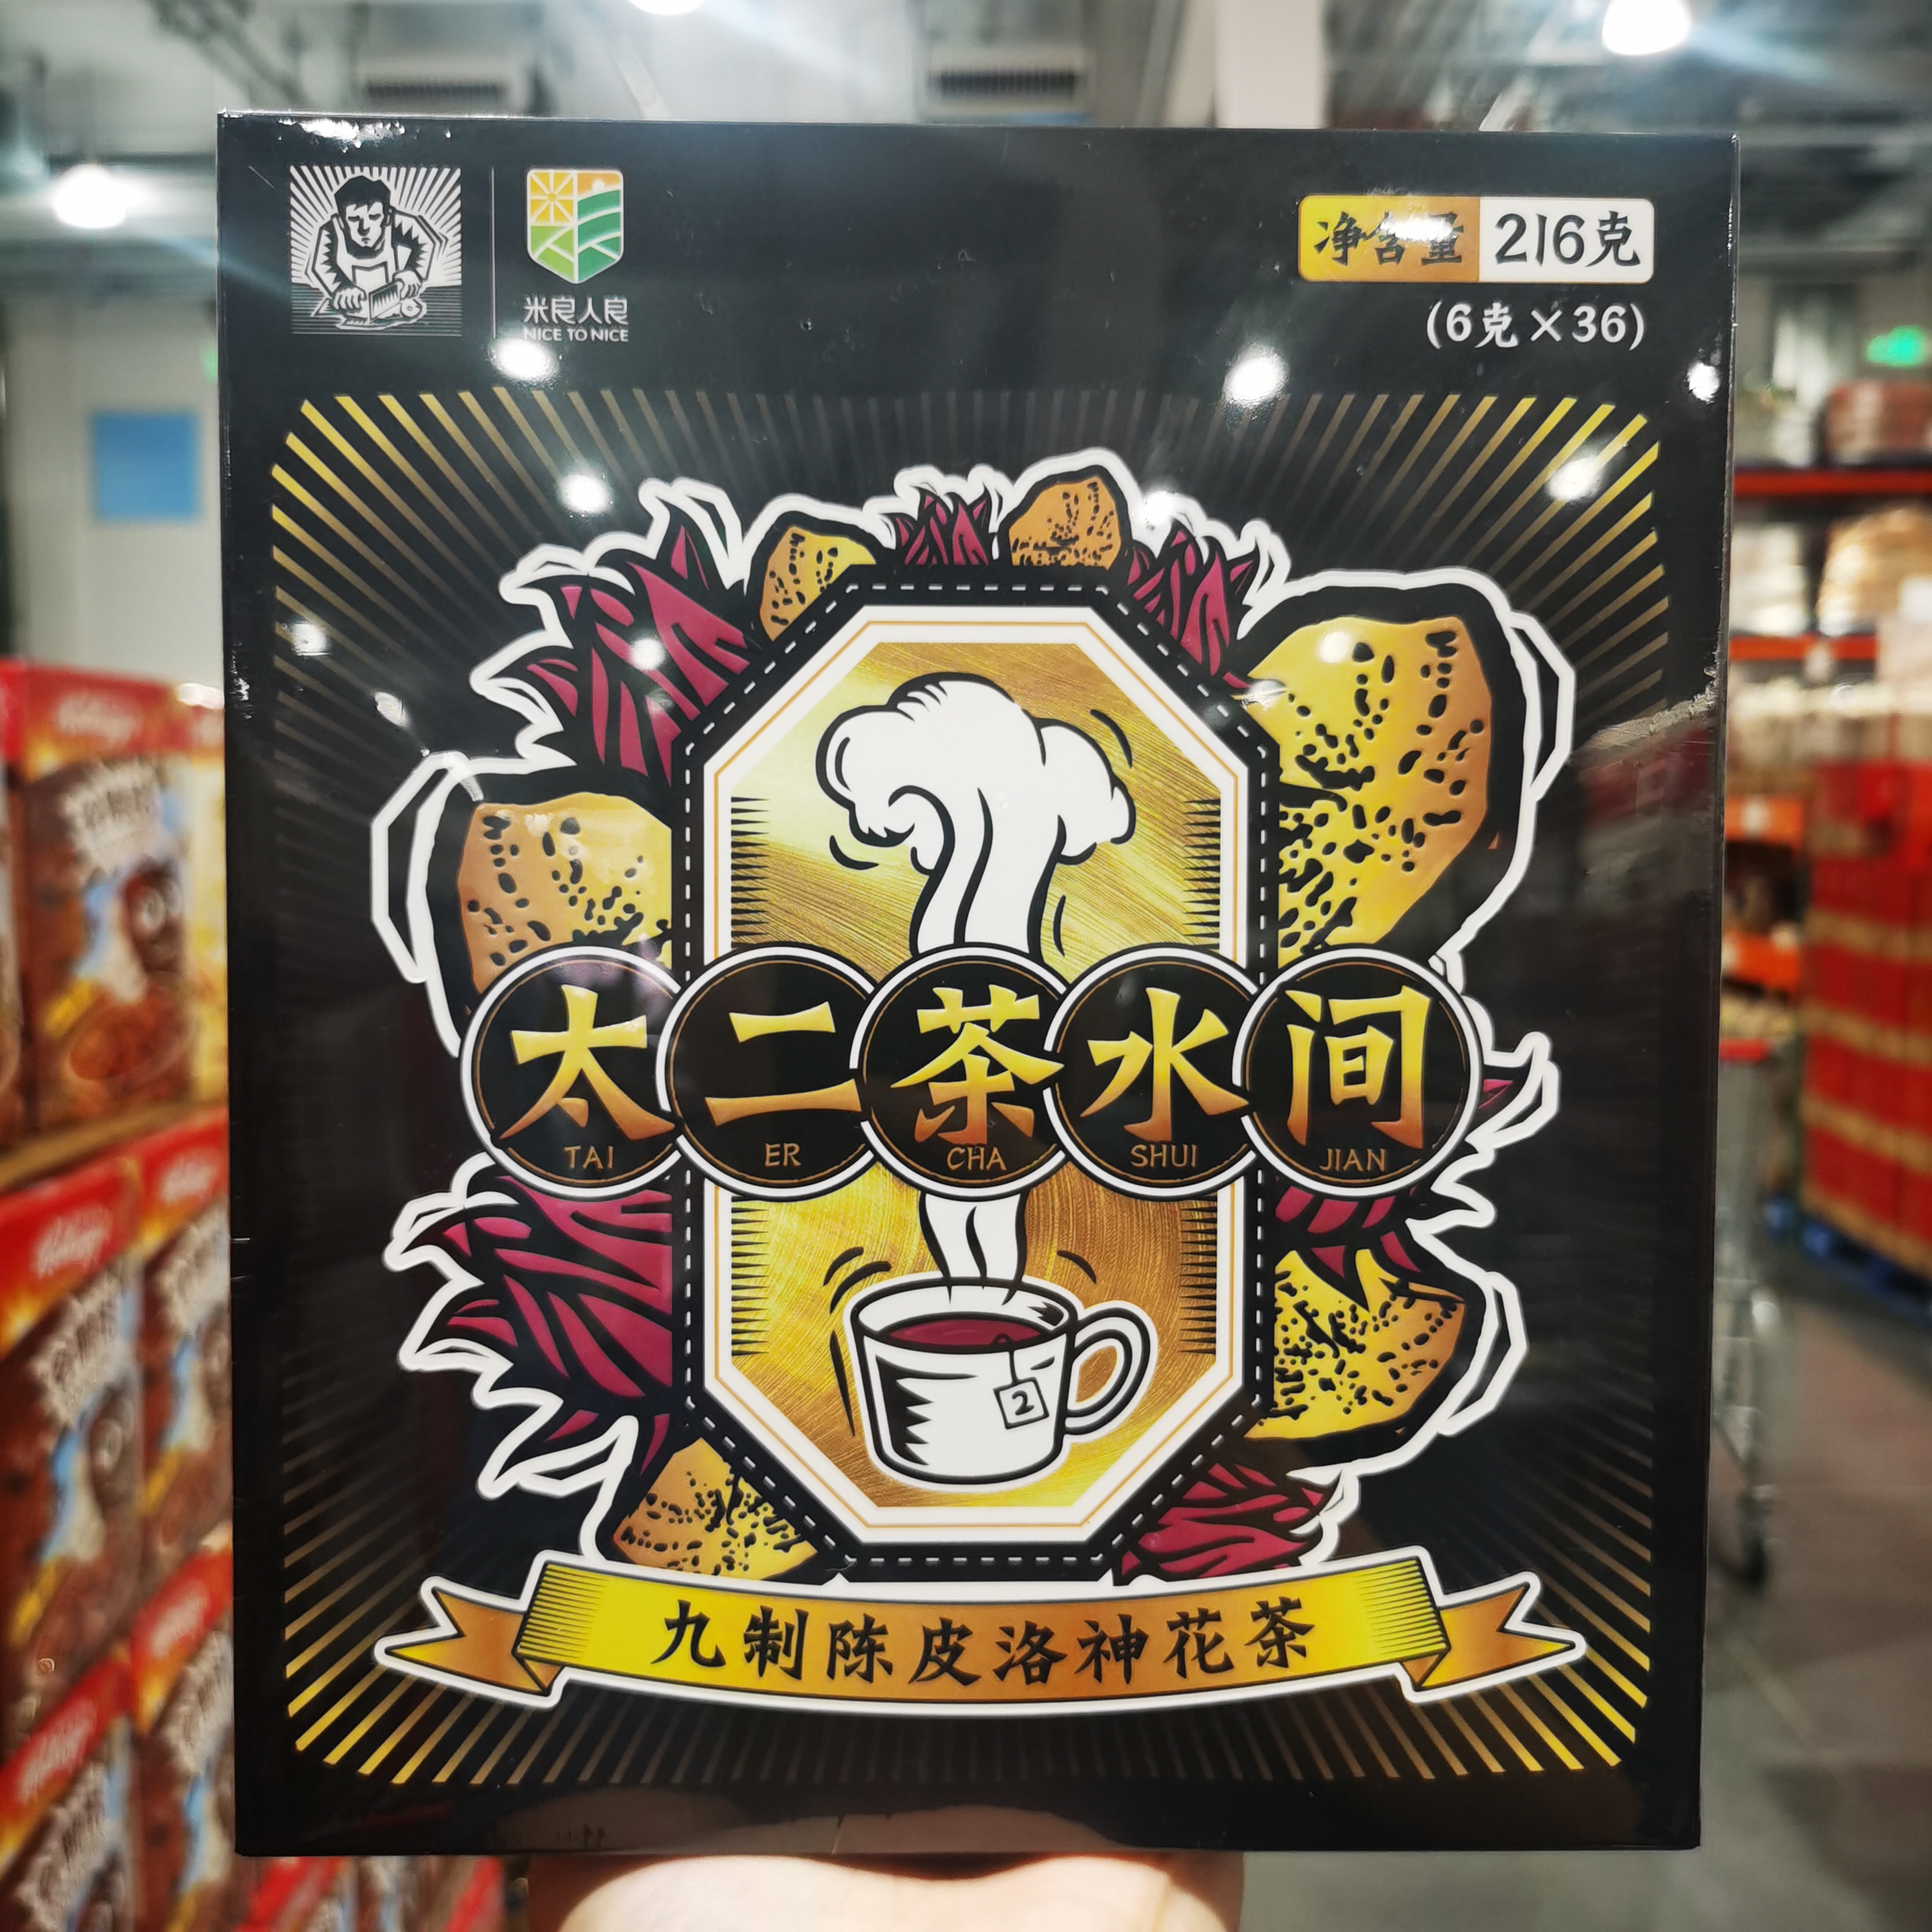 米良人良
NICE TO NICE
净含量 216克
(6克×36)
太二茶水间
TAI ER CHA SHUI JIAN
2
九制陈皮洛神花茶